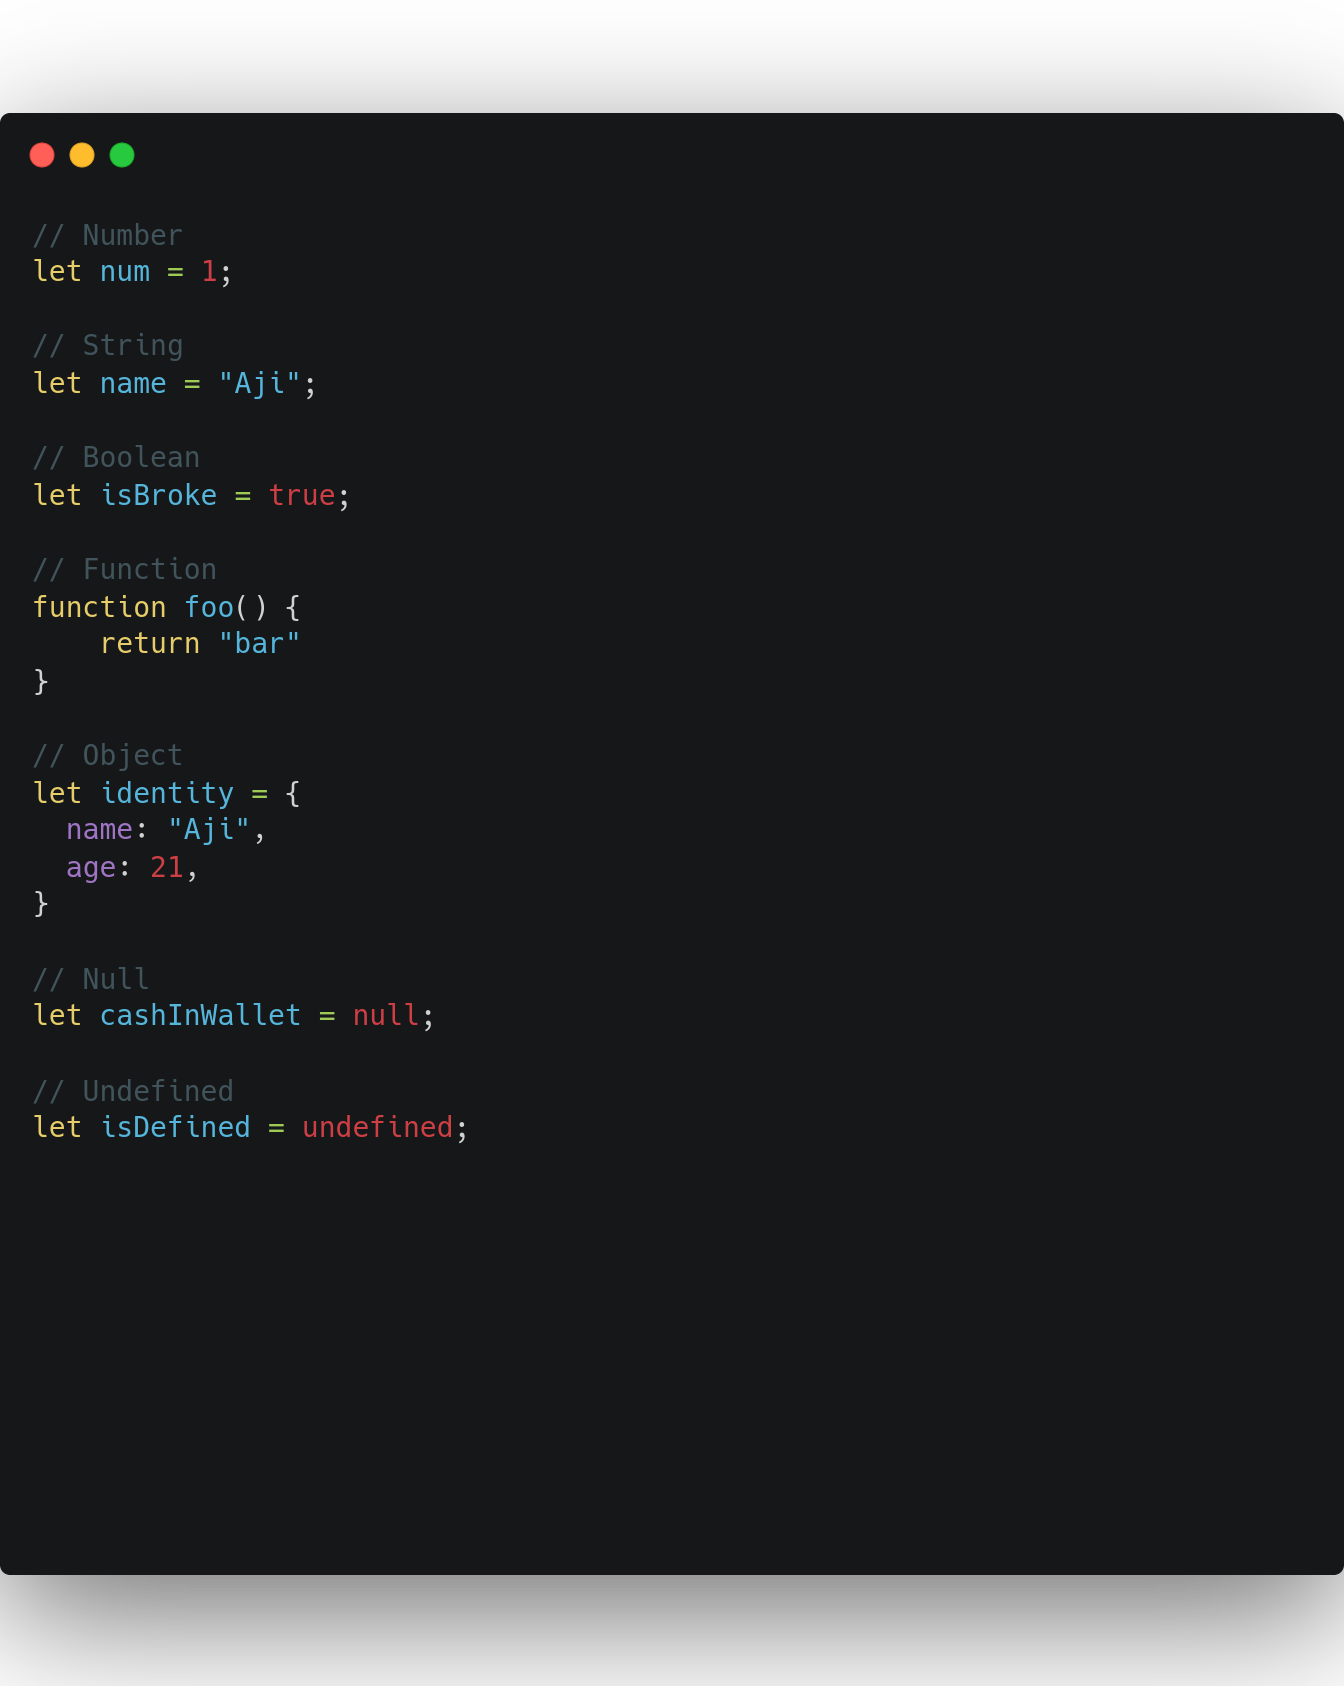 // Number
let num = 1;
// String
let name = "Aji";
// Boolean
let isBroke = true;
// Function
function foo() {
    return "bar"
}
// Object
let identity = {
  name: "Aji",
  age: 21,
}
// Null
let cashInWallet = null;
// Undefined
let isDefined = undefined;